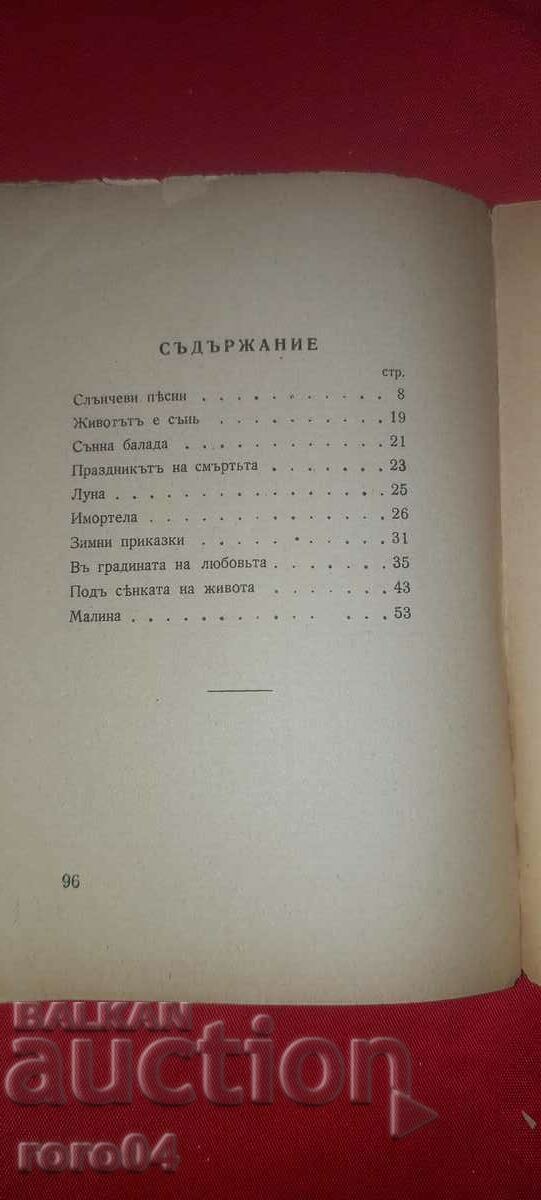 СЪДЪРЖАНИЕ
стр.
Слънчеви пѣсни . . . . . . . . . . . 8
Животътъ е сънь . . . . . . . . . . 19
Сънна балада . . . . . . . . . . . . 21
Праздникътъ на смъртьта . . . . . . . 23
Луна . . . . . . . . . . . . . . . . 25
Имортела . . . . . . . . . . . . . . 26
Зимни приказки . . . . . . . . . . . 31
Въ градината на любовьта . . . . . . . 35
Подъ сѣнката на живота . . . . . . . . 43
Малина . . . . . . . . . . . . . . 53
96
BALKAN
auction
roro04